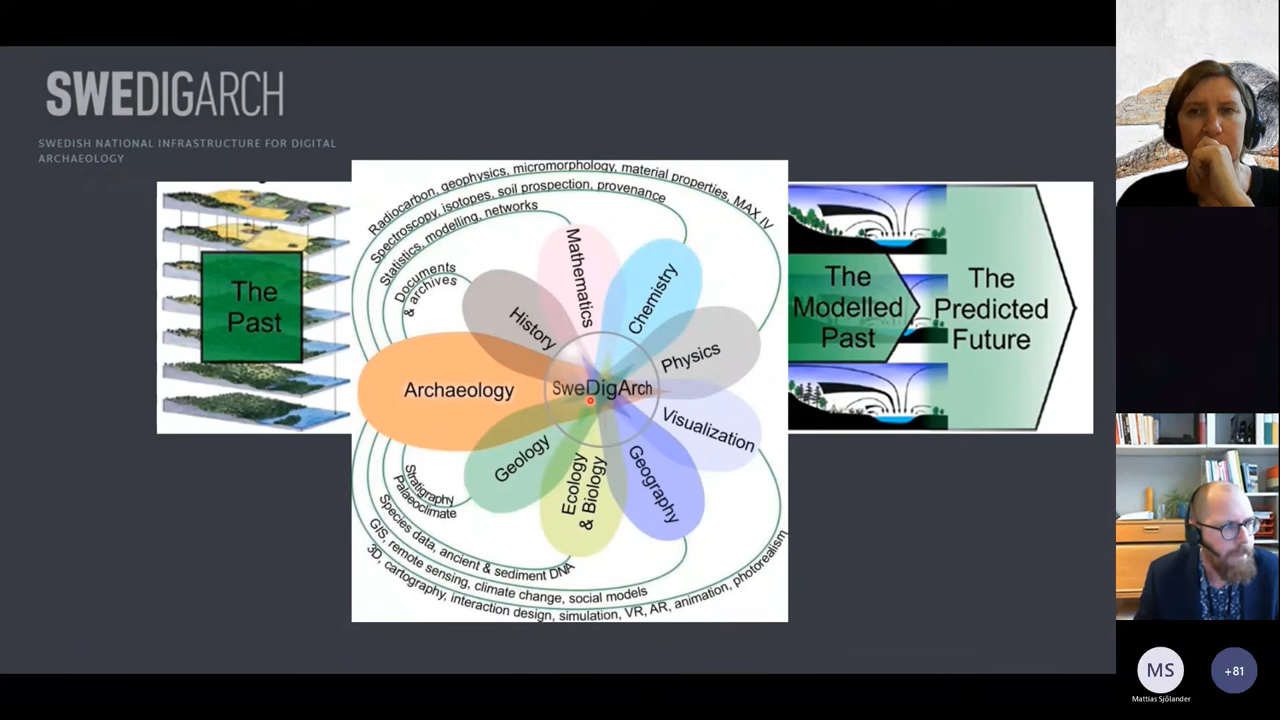 SWEDIGARCH
SWEDISH NATIONAL INFRASTRUCTURE FOR DIGITAL
ARCHAEOLOGY
Radiocarbon, geophysics, micromorphology, material properties, MAX IV
Spectroscopy, isotopes, soil prospection, provenance
Statistics, modelling, networks
Documents
& archives
The
Past
History
Mathematics
Chemistry
Physics
Archaeology
SweDigArch
Visualization
Geology
Ecology
& Biology
Geography
Stratigraphy
Palaeoclimate
Species data, ancient & sediment DNA
GIS, remote sensing, climate change, social models
3D, cartography, interaction design, simulation, VR, AR, animation, photorealism
The
Modelled
Past
The
Predicted
Future
MS
+81
Mattias Sjölander